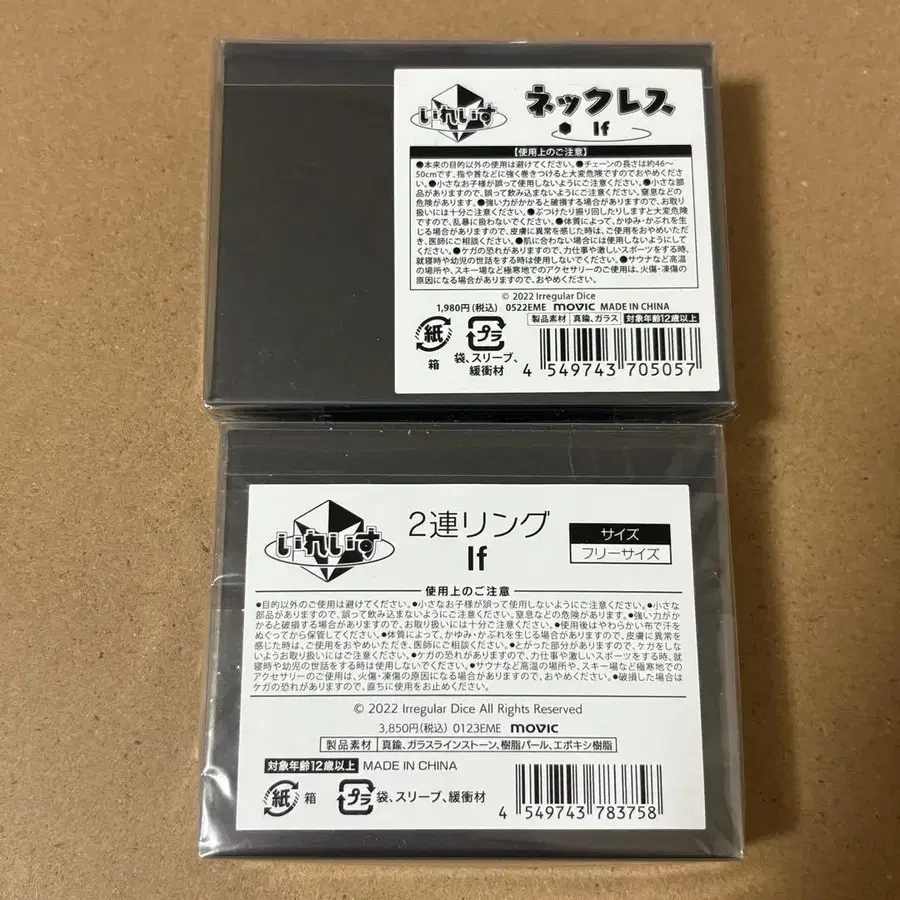 いれいす
ネックレス
If
【使用上のご注意】
●本来の目的以外の使用は避けてください。●チェーンの長さは約46〜
50cmです。指や首などに強く巻きつけると大変危険ですのでおやめくださ
い。●小さなお子様が誤って使用しないようにご注意ください。●小さな部
品がありますので、誤って飲み込まないようにご注意ください。窒息などの
危険があります。●強い力がかかると破損する場合がありますので、お取り
扱いには十分ご注意ください。●ぶつけたり振り回したりしますと大変危険
ですので、乱暴に扱わないでください。●体質によって、かゆみ・かぶれを生
じる場合がありますので、皮膚に異常を感じた時は、ご使用をおやめいただ
き、医師にご相談ください。●肌に合わない場合には使用しないようにして
ください。●ケガの恐れがありますので、力仕事や激しいスポーツをする時、
就寝時や幼児の世話をする時は使用しないでください。●サウナなど高温
の場所や、スキー場など極寒地でのアクセサリーのご使用は、火傷・凍傷の
原因になる場合がありますので、おやめください。
© 2022 Irregular Dice
1,980円(税込) 0522EME movic MADE IN CHINA
製品素材 真鍮、ガラス 対象年齢12歳以上
紙 箱
プラ 袋、スリーブ、
緩衝材
4 549743 705057
いれいす
2連リング
If
サイズ
フリーサイズ
使用上のご注意
●目的以外のご使用は避けてください。●小さなお子様が誤って使用しないようにご注意ください。●小さな
部品がありますので、誤って飲み込まないようにご注意ください。窒息などの危険があります。●強い力がか
かると破損する場合がありますので、お取り扱いには十分ご注意ください。●使用後はやわらかい布で汗を
ぬぐってから保管してください。●体質によって、かゆみ・かぶれを生じる場合がありますので、皮膚に異常を
感じた時は、ご使用をおやめいただき、医師にご相談ください。●とがった部分がありますので、ケガをしな
いようお取り扱いにはご注意ください。●ケガの恐れがありますので、力仕事や激しいスポーツをする時、就
寝時や幼児の世話をする時は使用しないでください。●サウナなど高温の場所や、スキー場など極寒地での
アクセサリーのご使用は、火傷・凍傷の原因になる場合がありますので、おやめください。●破損した場合は
ケガの恐れがありますので、直ちに使用をお止めください。
© 2022 Irregular Dice All Rights Reserved
3,850円(税込) 0123EME movic
製品素材 真鍮、ガラスラインストーン、樹脂パール、エポキシ樹脂
対象年齢12歳以上 MADE IN CHINA
紙 箱 プラ 袋、スリーブ、緩衝材
4 549743 783758